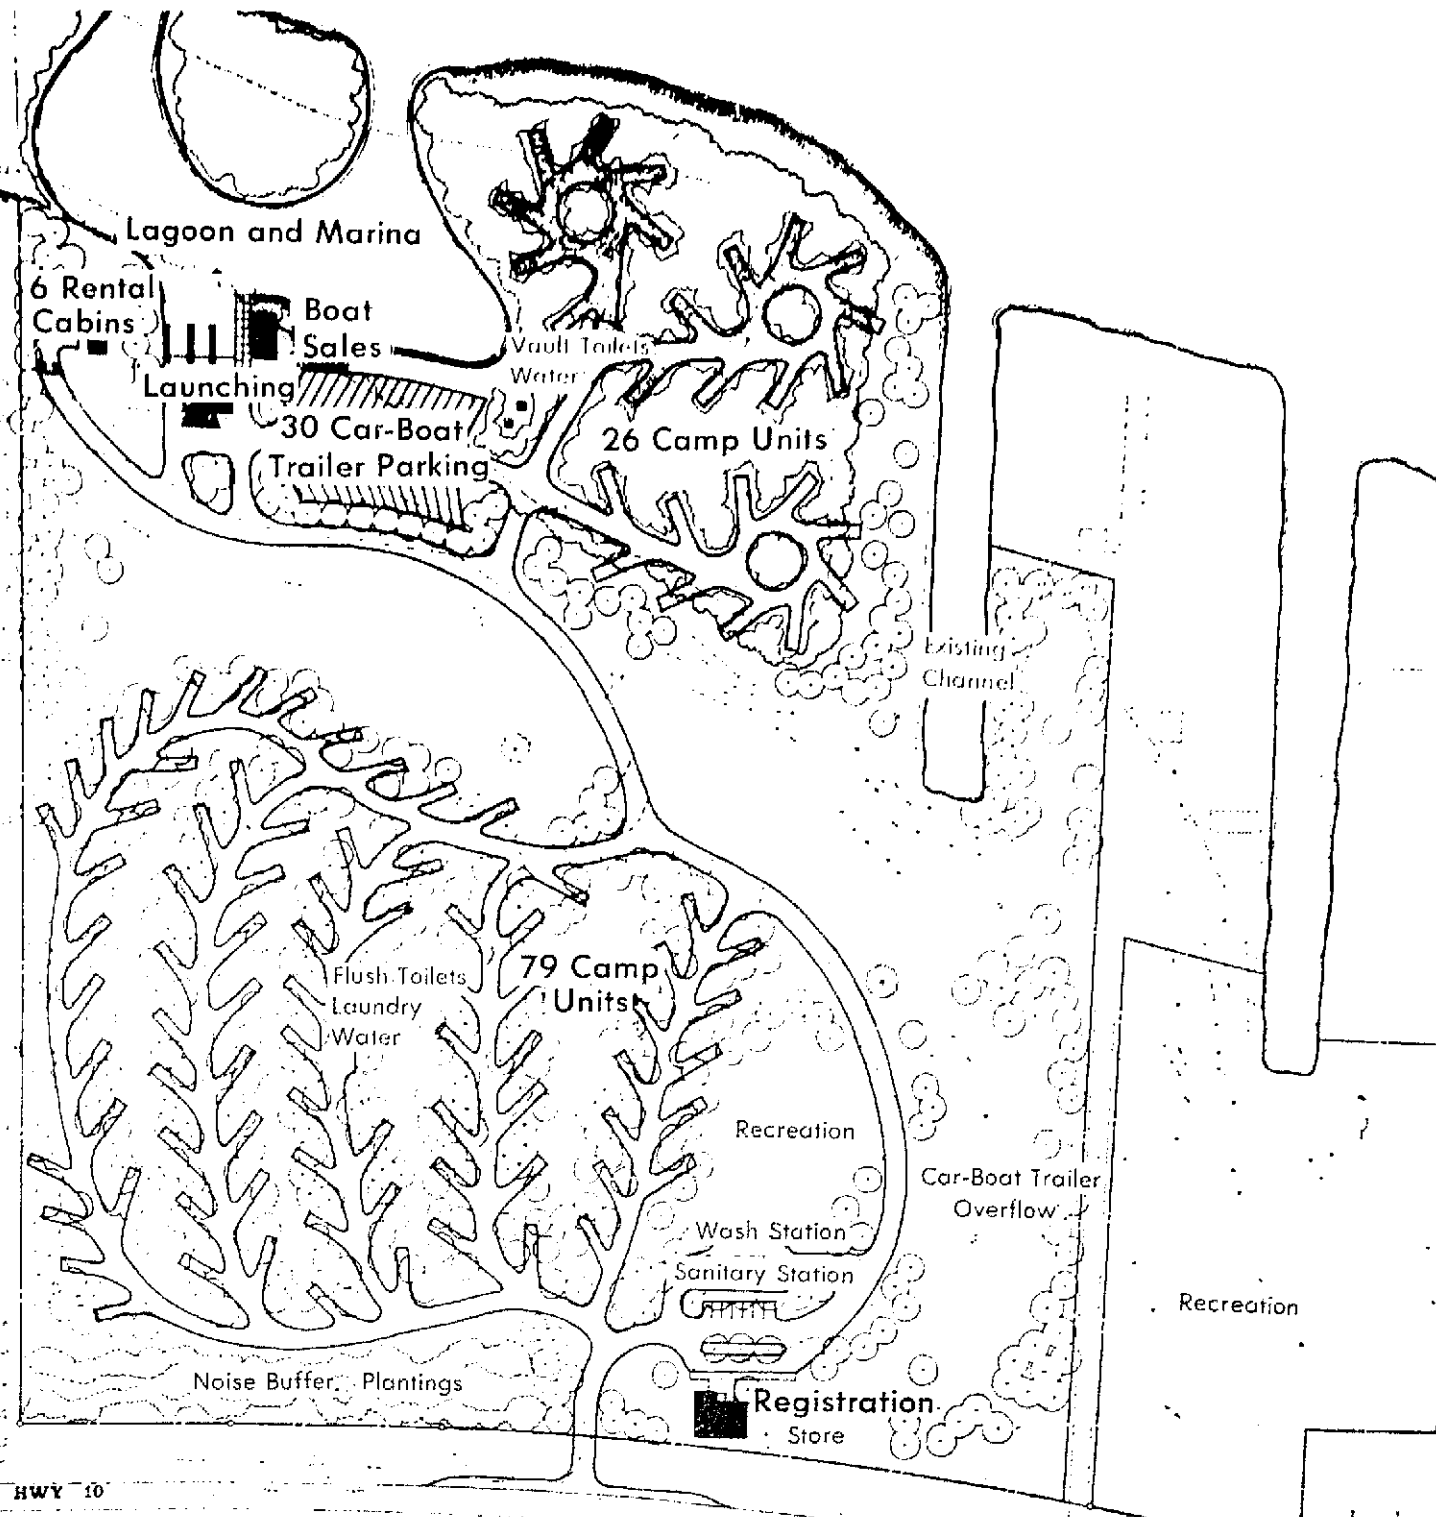 Lagoon and Marina
6 Rental
Cabins
Boat
Sales
Launching
Vault Toilets
Water
30 Car-Boat
Trailer Parking
26 Camp Units
Existing
Channel
79 Camp
Units
Flush Toilets
Laundry
Water
Recreation
Car-Boat Trailer
Overflow
Wash Station
Sanitary Station
Recreation
Noise Buffer Plantings
Registration
Store
HWY 10